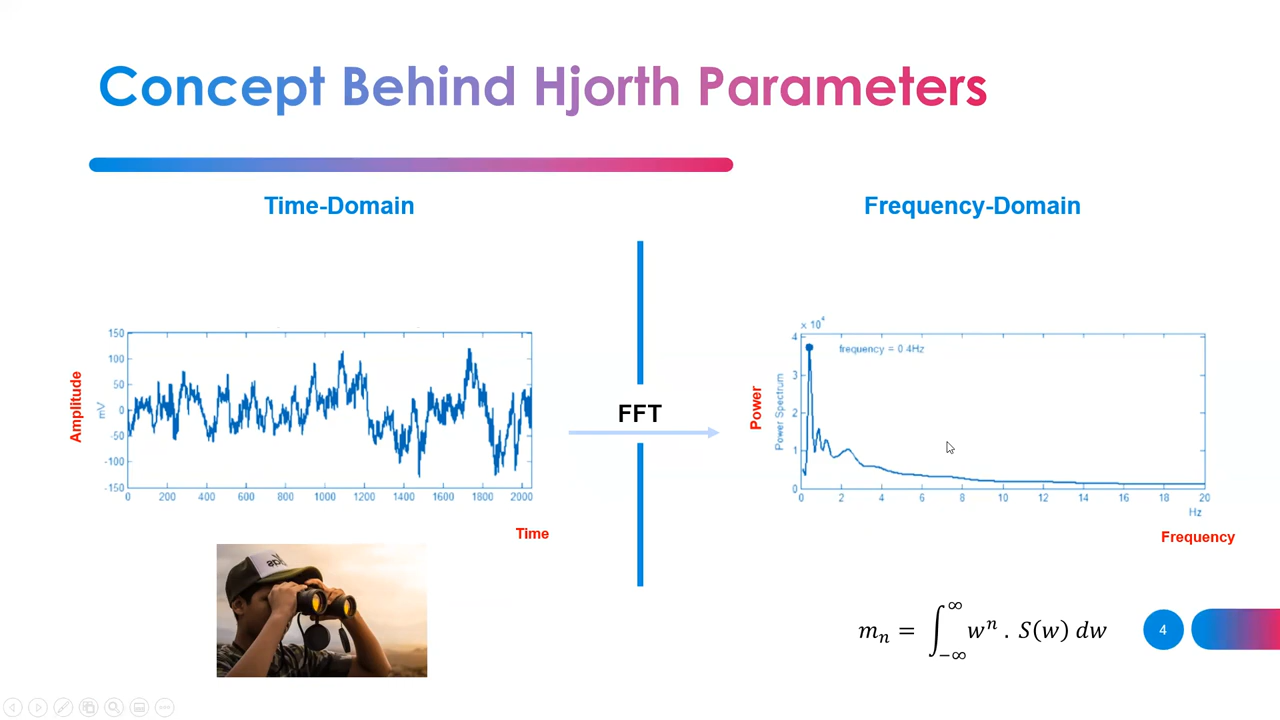 Concept Behind Hjorth Parameters
Time-Domain
Frequency-Domain
Amplitude
mV
150
100
50
0
-50
-100
-150
0 200 400 600 800 1000 1200 1400 1600 1800 2000
Time
FFT
Power
Power Spectrum
× 10⁴
frequency = 0.4Hz
4
3
2
1
0
0 2 4 6 8 10 12 14 16 18 20
Hz
Frequency
mₙ = ∫_{-∞}^{∞} wⁿ . S(w) dw
4